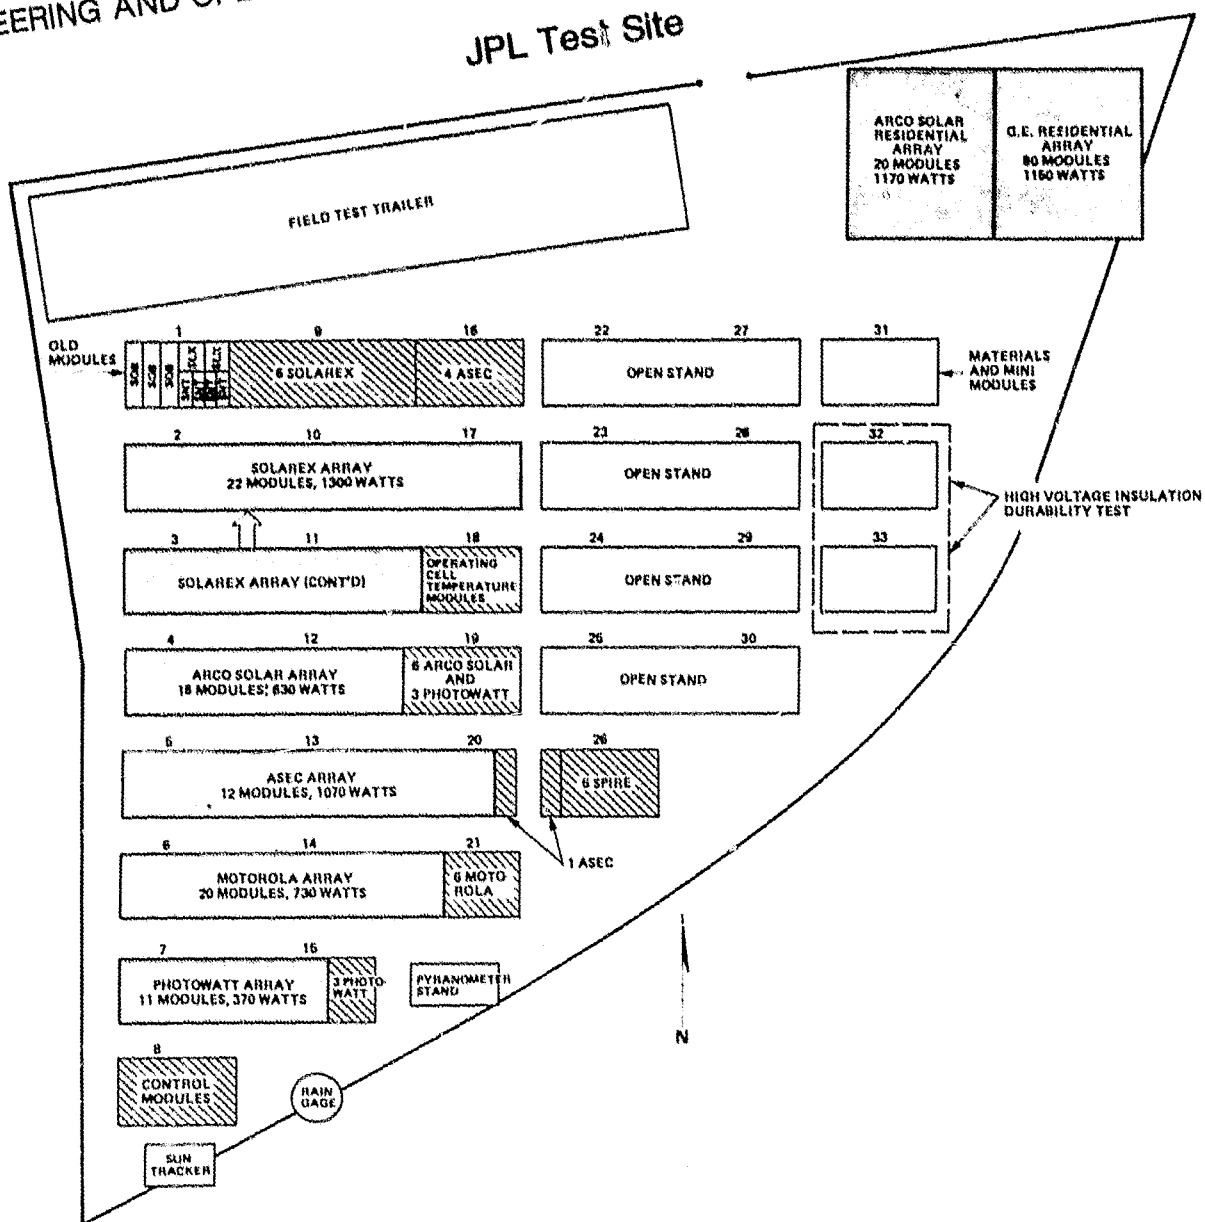 JPL Test Site
ARCO SOLAR
RESIDENTIAL
ARRAY
20 MODULES
1170 WATTS
G.E. RESIDENTIAL
ARRAY
80 MODULES
1150 WATTS
FIELD TEST TRAILER
1
9
16
22
27
31
OLD
MODULES
6 SOLAREX
4 ASEC
OPEN STAND
MATERIALS
AND MINI
MODULES
2
10
17
23
28
32
SOLAREX ARRAY
22 MODULES, 1300 WATTS
OPEN STAND
HIGH VOLTAGE INSULATION
DURABILITY TEST
3
11
18
24
29
33
SOLAREX ARRAY (CONT'D)
OPERATING
CELL
TEMPERATURE
MODULES
OPEN STAND
4
12
19
30
ARCO SOLAR ARRAY
18 MODULES, 630 WATTS
6 ARCO SOLAR
AND
3 PHOTOWATT
OPEN STAND
5
13
20
26
ASEC ARRAY
12 MODULES, 1070 WATTS
6 SPIRE
1 ASEC
6
14
21
MOTOROLA ARRAY
20 MODULES, 730 WATTS
6 MOTO
ROLA
7
15
PHOTOWATT ARRAY
11 MODULES, 370 WATTS
3 PHOTO-
WATT
PYRANOMETER
STAND
N
8
CONTROL
MODULES
RAIN
GAGE
SUN
TRACKER